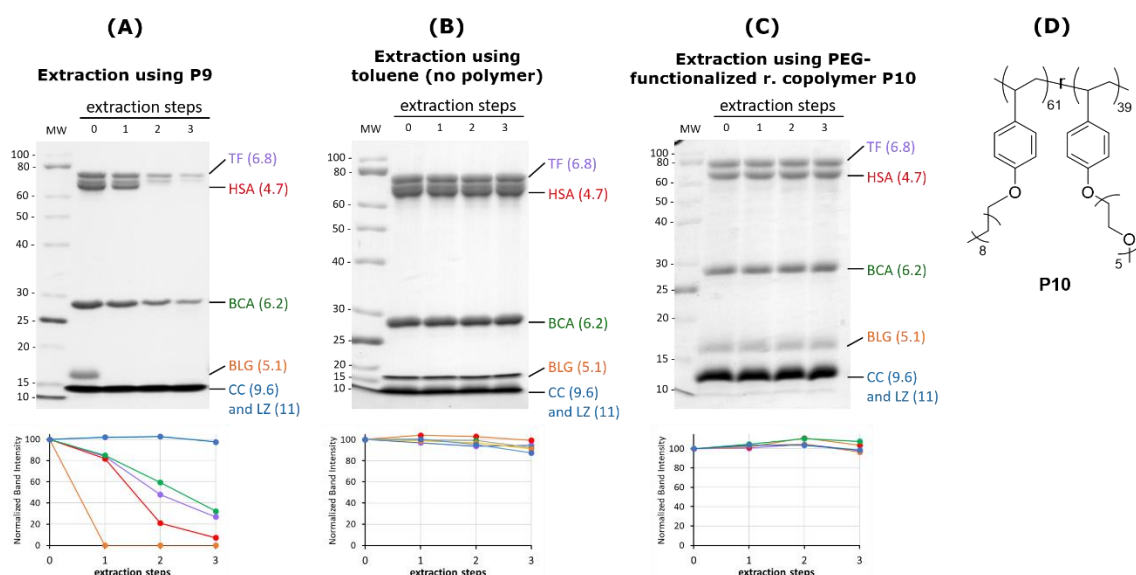 (A)
Extraction using P9
extraction steps
MW 0 1 2 3
100 -
80 -
60 -
50 -
40 -
30 -
25 -
20 -
15 -
10 -
TF (6.8)
HSA (4.7)
BCA (6.2)
BLG (5.1)
CC (9.6)
and LZ (11)
Normalized Band Intensity
100
80
60
40
20
0
0 1 2 3
extraction steps
(B)
Extraction using
toluene (no polymer)
extraction steps
MW 0 1 2 3
100 -
80 -
60 -
50 -
40 -
30 -
25 -
20 -
15 -
10 -
TF (6.8)
HSA (4.7)
BCA (6.2)
BLG (5.1)
CC (9.6)
and LZ (11)
Normalized Band Intensity
100
80
60
40
20
0
0 1 2 3
extraction steps
(C)
Extraction using PEG-
functionalized r. copolymer P10
extraction steps
MW 0 1 2 3
100 -
80 -
60 -
50 -
40 -
30 -
25 -
20 -
15 -
10 -
TF (6.8)
HSA (4.7)
BCA (6.2)
BLG (5.1)
CC (9.6)
and LZ (11)
Normalized Band Intensity
100
80
60
40
20
0
0 1 2 3
extraction steps
(D)
r
61
39
O
O
8
O
5
P10